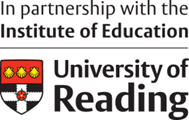 In partnership with the
Institute of Education
University of
Reading